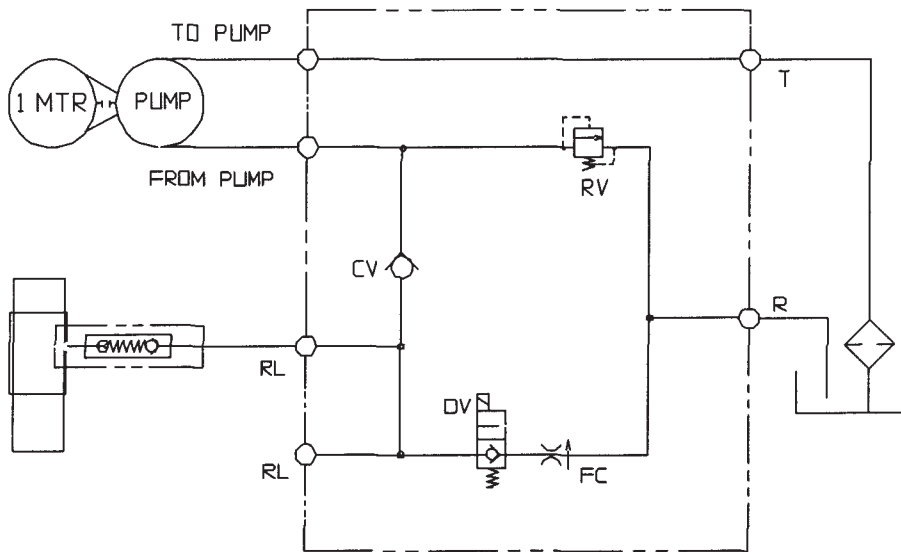 TO PUMP
1 MTR
PUMP
T
FROM PUMP
RV
CV
R
RL
DV
RL
FC